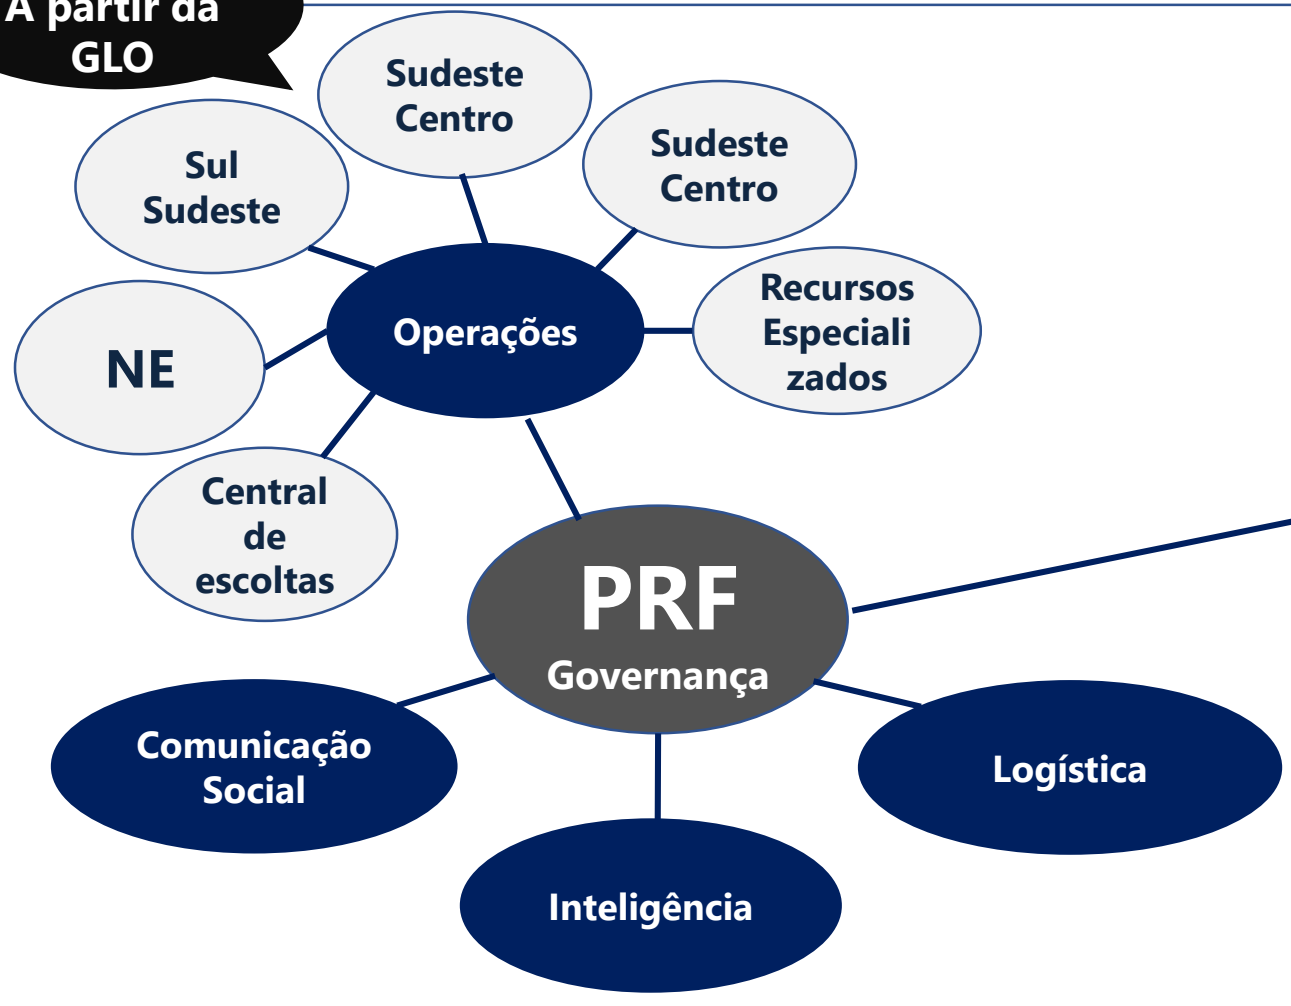 A partir da
GLO
Sudeste
Centro
Sudeste
Centro
Sul
Sudeste
Recursos
Especiali
zados
Operações
NE
Central
de
escoltas
PRF
Governança
Comunicação
Social
Logística
Inteligência